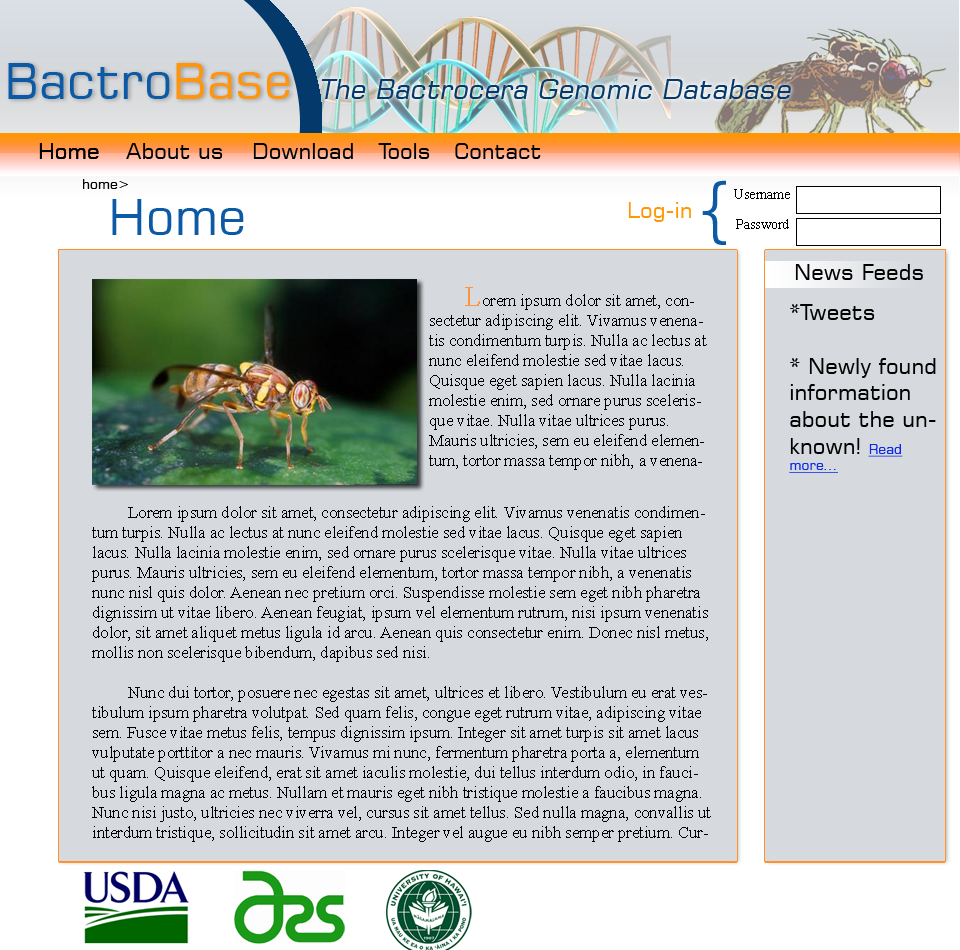 BactroBase
The Bactrocera Genomic Database
Home About us Download Tools Contact
home>
Home
Log-in {
Username
Password
Lorem ipsum dolor sit amet, con-
sectetur adipiscing elit. Vivamus venena-
tis condimentum turpis. Nulla ac lectus at
nunc eleifend molestie sed vitae lacus.
Quisque eget sapien lacus. Nulla lacinia
molestie enim, sed ornare purus sceleris-
que vitae. Nulla vitae ultrices purus.
Mauris ultricies, sem eu eleifend elemen-
tum, tortor massa tempor nibh, a venena-
Lorem ipsum dolor sit amet, consectetur adipiscing elit. Vivamus venenatis condimen-
tum turpis. Nulla ac lectus at nunc eleifend molestie sed vitae lacus. Quisque eget sapien
lacus. Nulla lacinia molestie enim, sed ornare purus scelerisque vitae. Nulla vitae ultrices
purus. Mauris ultricies, sem eu eleifend elementum, tortor massa tempor nibh, a venenatis
nunc nisl quis dolor. Aenean nec pretium orci. Suspendisse molestie sem eget nibh pharetra
dignissim ut vitae libero. Aenean feugiat, ipsum vel elementum rutrum, nisi ipsum venenatis
dolor, sit amet aliquet metus ligula id arcu. Aenean quis consectetur enim. Donec nisl metus,
mollis non scelerisque bibendum, dapibus sed nisi.
Nunc dui tortor, posuere nec egestas sit amet, ultrices et libero. Vestibulum eu erat ves-
tibulum ipsum pharetra volutpat. Sed quam felis, congue eget rutrum vitae, adipiscing vitae
sem. Fusce vitae metus felis, tempus dignissim ipsum. Integer sit amet turpis sit amet lacus
vulputate porttitor a nec mauris. Vivamus mi nunc, fermentum pharetra porta a, elementum
ut quam. Quisque eleifend, erat sit amet iaculis molestie, dui tellus interdum odio, in fauci-
bus ligula magna ac metus. Nullam et mauris eget nibh tristique molestie a faucibus magna.
Nunc nisi justo, ultricies nec viverra vel, cursus sit amet tellus. Sed nulla magna, convallis ut
interdum tristique, sollicitudin sit amet arcu. Integer vel augue eu nibh semper pretium. Cur-
News Feeds
*Tweets
* Newly found
information
about the un-
known! Read
more...
USDA
ars
UNIVERSITY OF HAWAI'I
1907